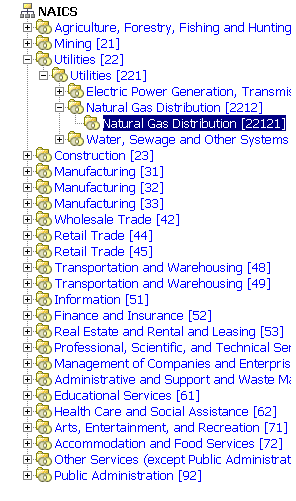 NAICS
Agriculture, Forestry, Fishing and Hunting
Mining [21]
Utilities [22]
Utilities [221]
Electric Power Generation, Transmis
Natural Gas Distribution [2212]
Natural Gas Distribution [22121]
Water, Sewage and Other Systems
Construction [23]
Manufacturing [31]
Manufacturing [32]
Manufacturing [33]
Wholesale Trade [42]
Retail Trade [44]
Retail Trade [45]
Transportation and Warehousing [48]
Transportation and Warehousing [49]
Information [51]
Finance and Insurance [52]
Real Estate and Rental and Leasing [53]
Professional, Scientific, and Technical Ser
Management of Companies and Enterpris
Administrative and Support and Waste Ma
Educational Services [61]
Health Care and Social Assistance [62]
Arts, Entertainment, and Recreation [71]
Accommodation and Food Services [72]
Other Services (except Public Administrat
Public Administration [92]